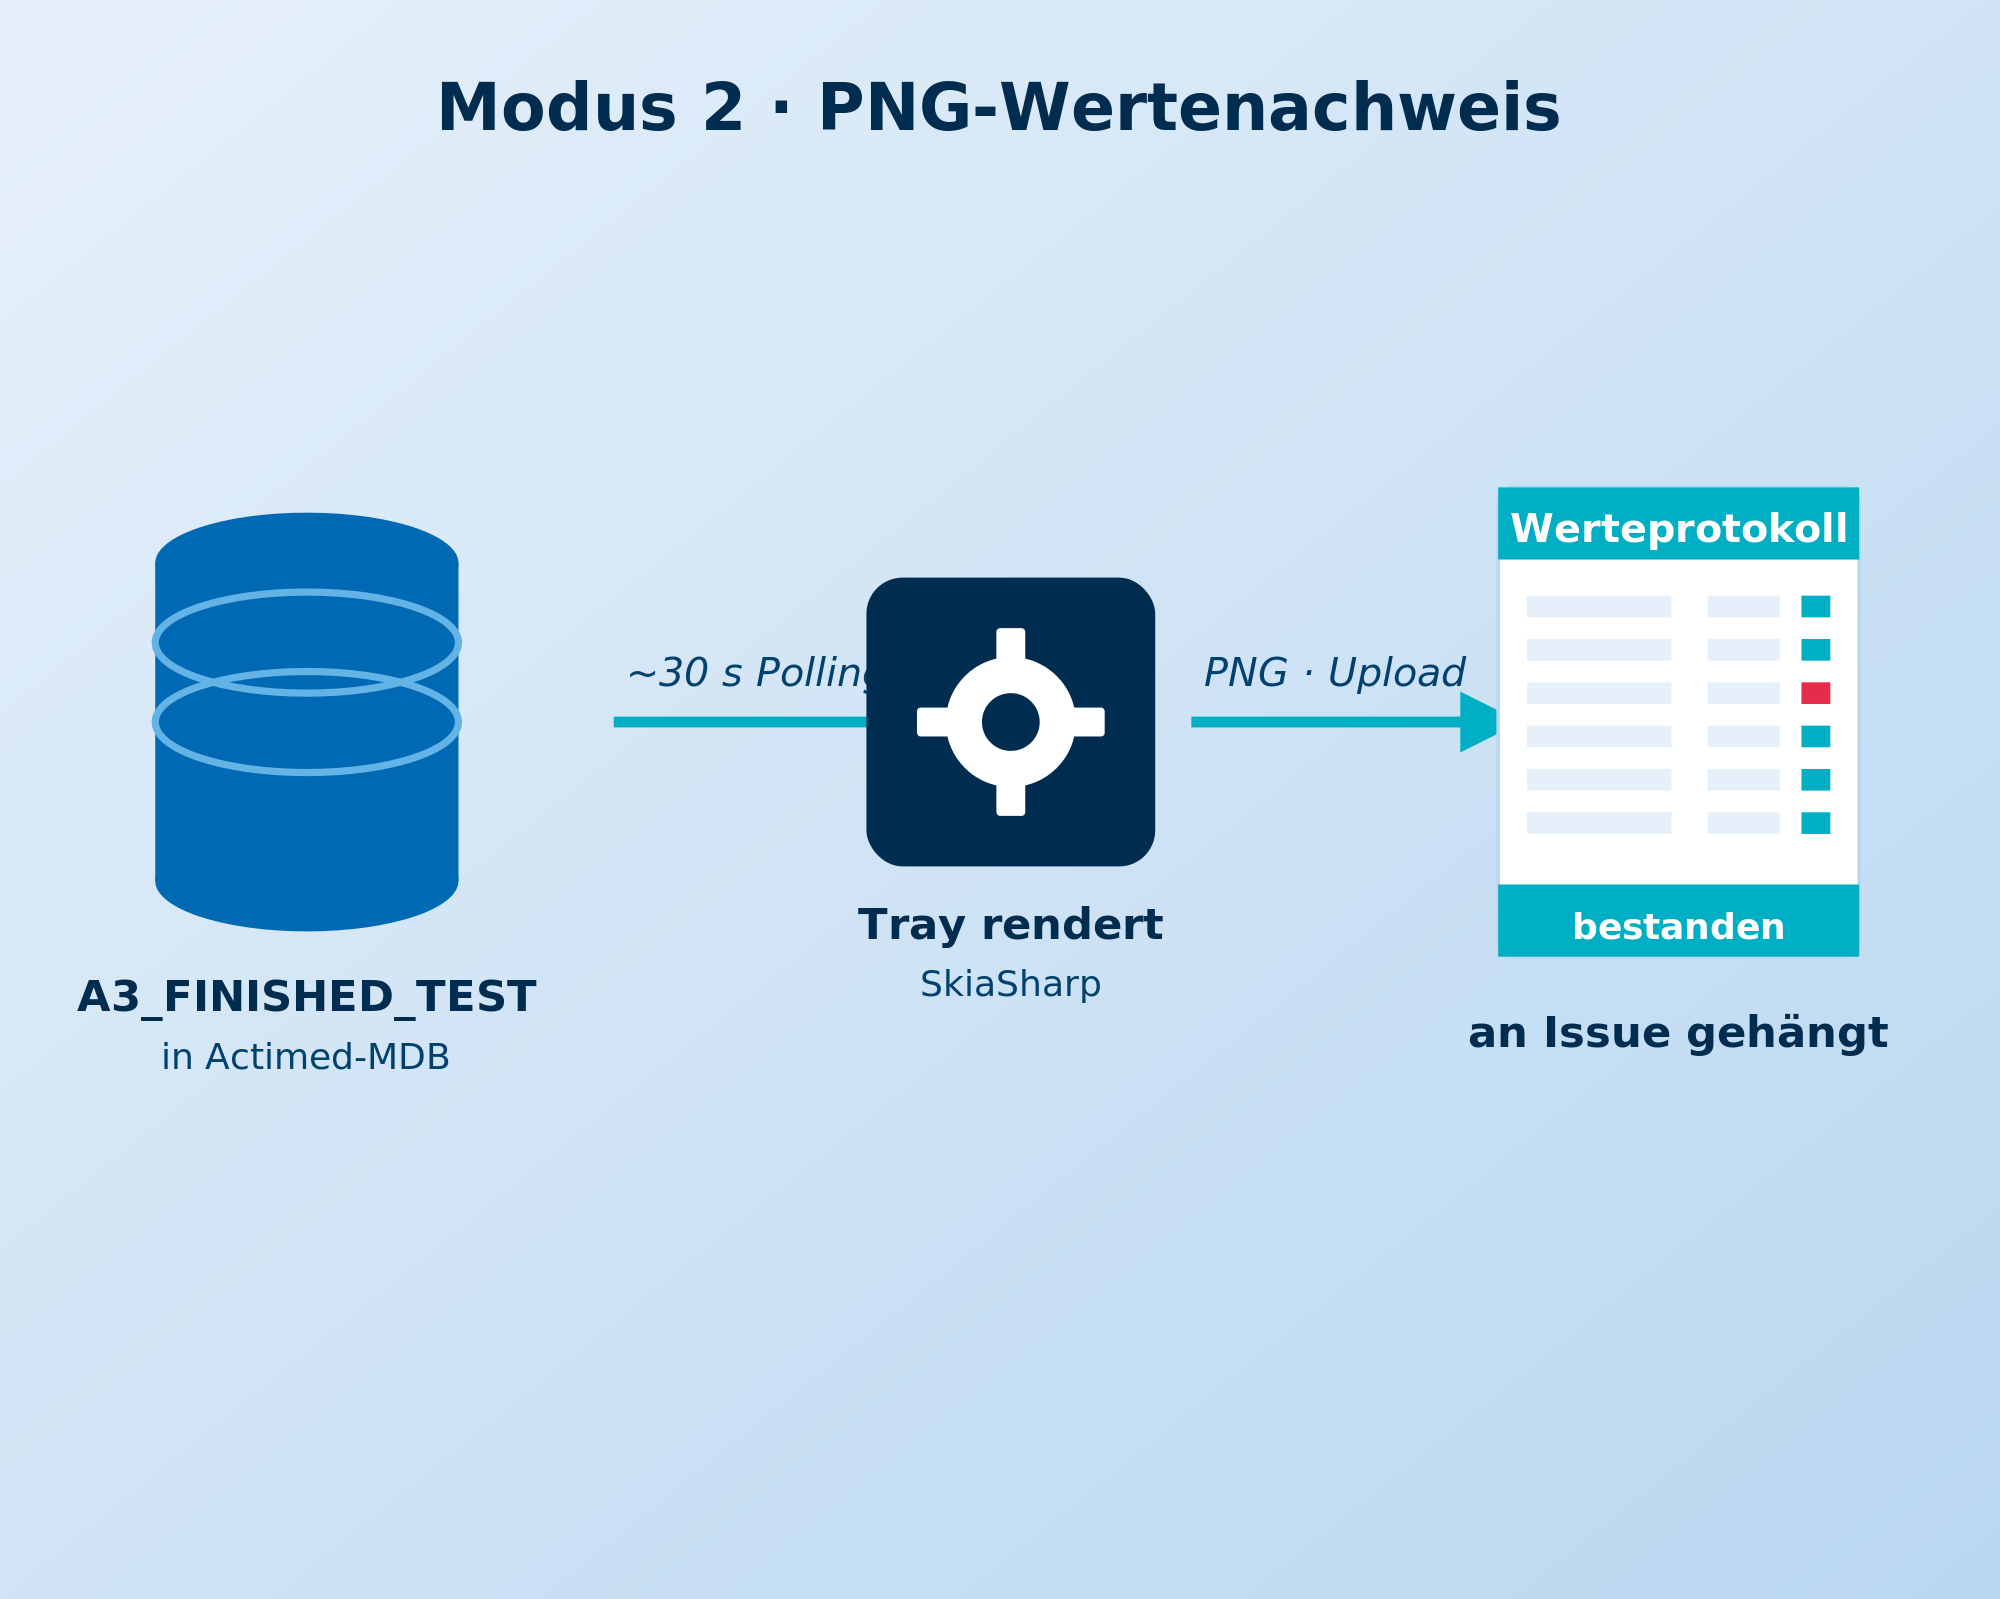 Modus 2 · PNG-Wertenachweis
~30 s Polling
PNG · Upload
Werteprotokoll
bestanden
Tray rendert
SkiaSharp
A3_FINISHED_TEST
in Actimed-MDB
an Issue gehängt